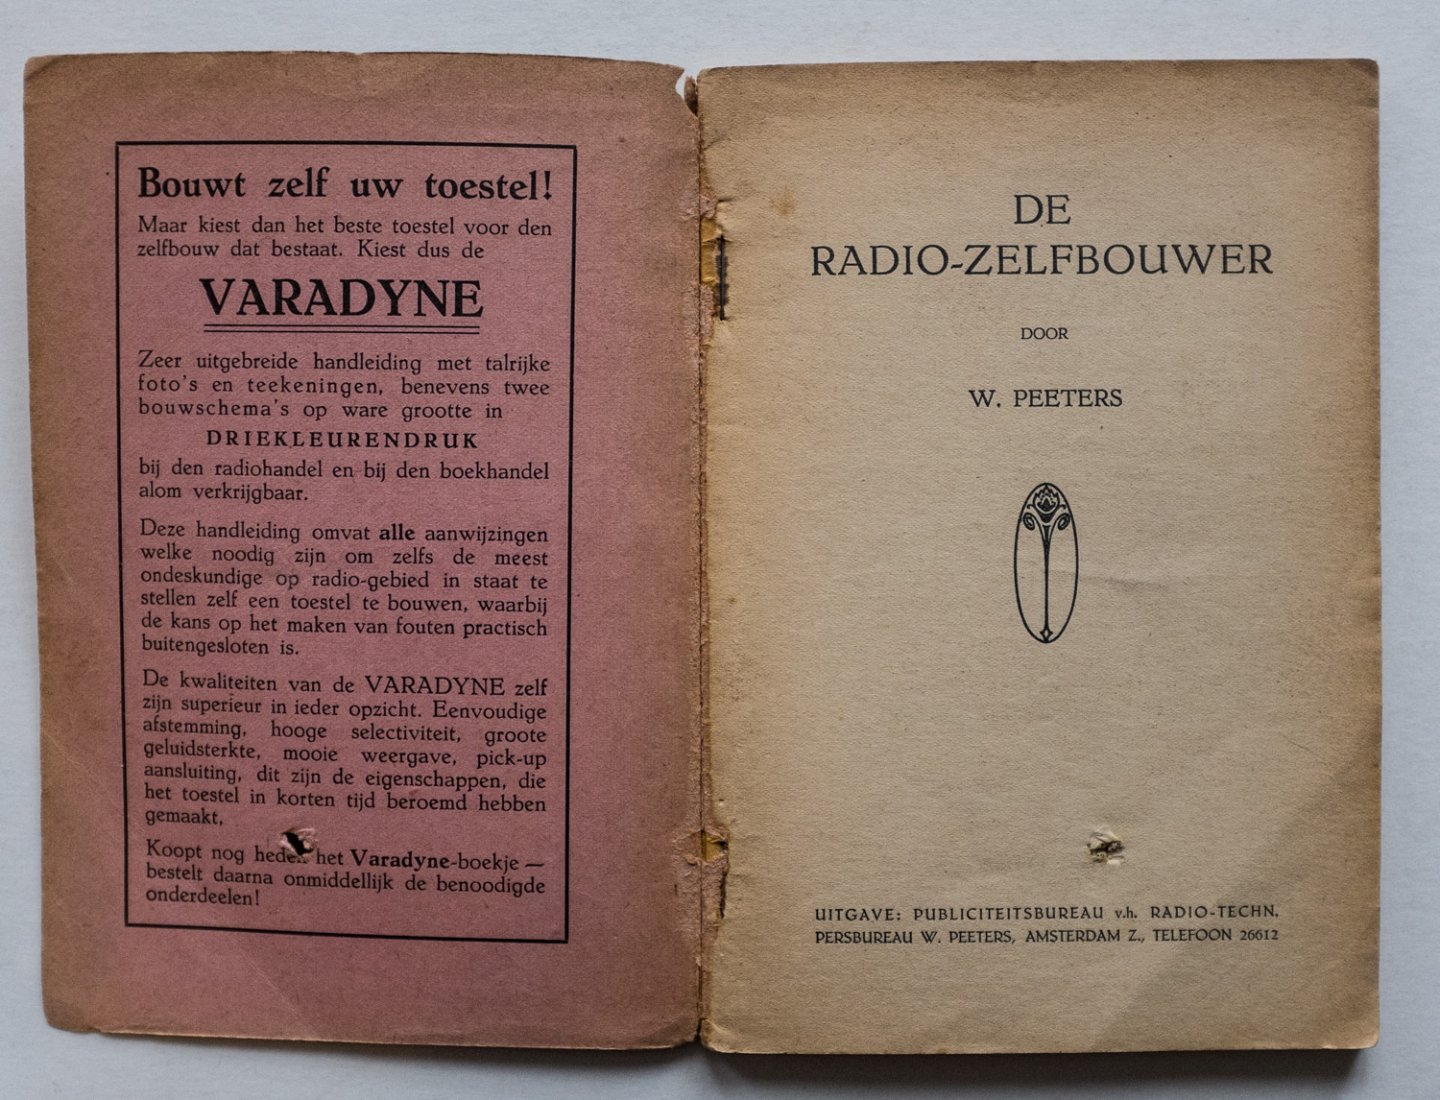 Bouwt zelf uw toestel!
Maar kiest dan het beste toestel voor den
zelfbouw dat bestaat. Kiest dus de
VARADYNE
Zeer uitgebreide handleiding met talrijke
foto's en teekeningen, benevens twee
bouwschema's op ware grootte in
DRIEKLEURENDRUK
bij den radiohandel en bij den boekhandel
alom verkrijgbaar.
Deze handleiding omvat alle aanwijzingen
welke noodig zijn om zelfs de meest
ondeskundige op radio-gebied in staat te
stellen zelf een toestel te bouwen, waarbij
de kans op het maken van fouten practisch
buitengesloten is.
De kwaliteiten van de VARADYNE zelf
zijn superieur in ieder opzicht. Eenvoudige
afstemming, hooge selectiviteit, groote
geluidsterkte, mooie weergave, pick-up
aansluiting, dit zijn de eigenschappen, die
het toestel in korten tijd beroemd hebben
gemaakt,
Koopt nog heden het Varadyne-boekje —
bestelt daarna onmiddellijk de benoodigde
onderdeelen!
DE
RADIO-ZELFBOUWER
DOOR
W. PEETERS
UITGAVE: PUBLICITEITSBUREAU v.h. RADIO-TECHN.
PERSBUREAU W. PEETERS, AMSTERDAM Z., TELEFOON 26612